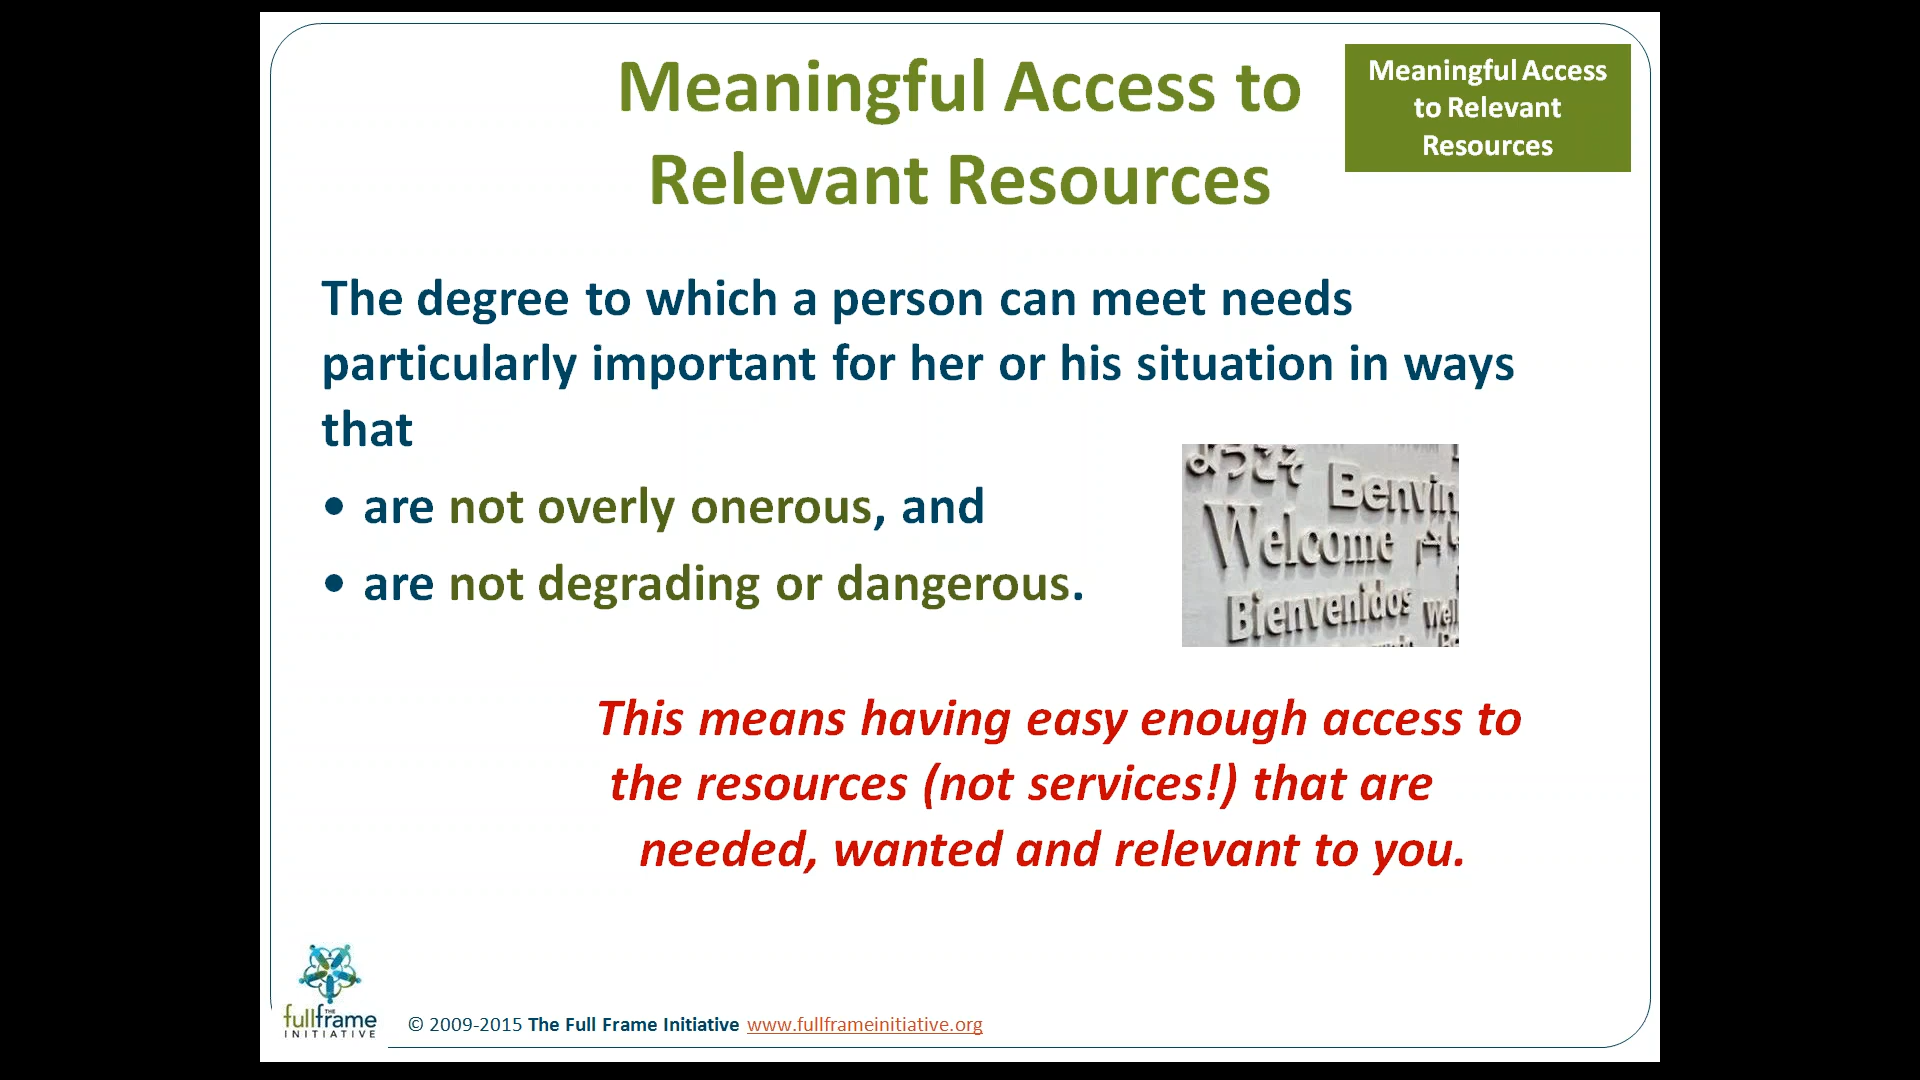 Meaningful Access to
Relevant Resources
Meaningful Access
to Relevant
Resources
The degree to which a person can meet needs
particularly important for her or his situation in ways
that
• are not overly onerous, and
• are not degrading or dangerous.
ようこそ
Welcome
Bienvenidos
This means having easy enough access to
the resources (not services!) that are
needed, wanted and relevant to you.
THE
fullframe
INITIATIVE
© 2009-2015 The Full Frame Initiative www.fullframeinitiative.org